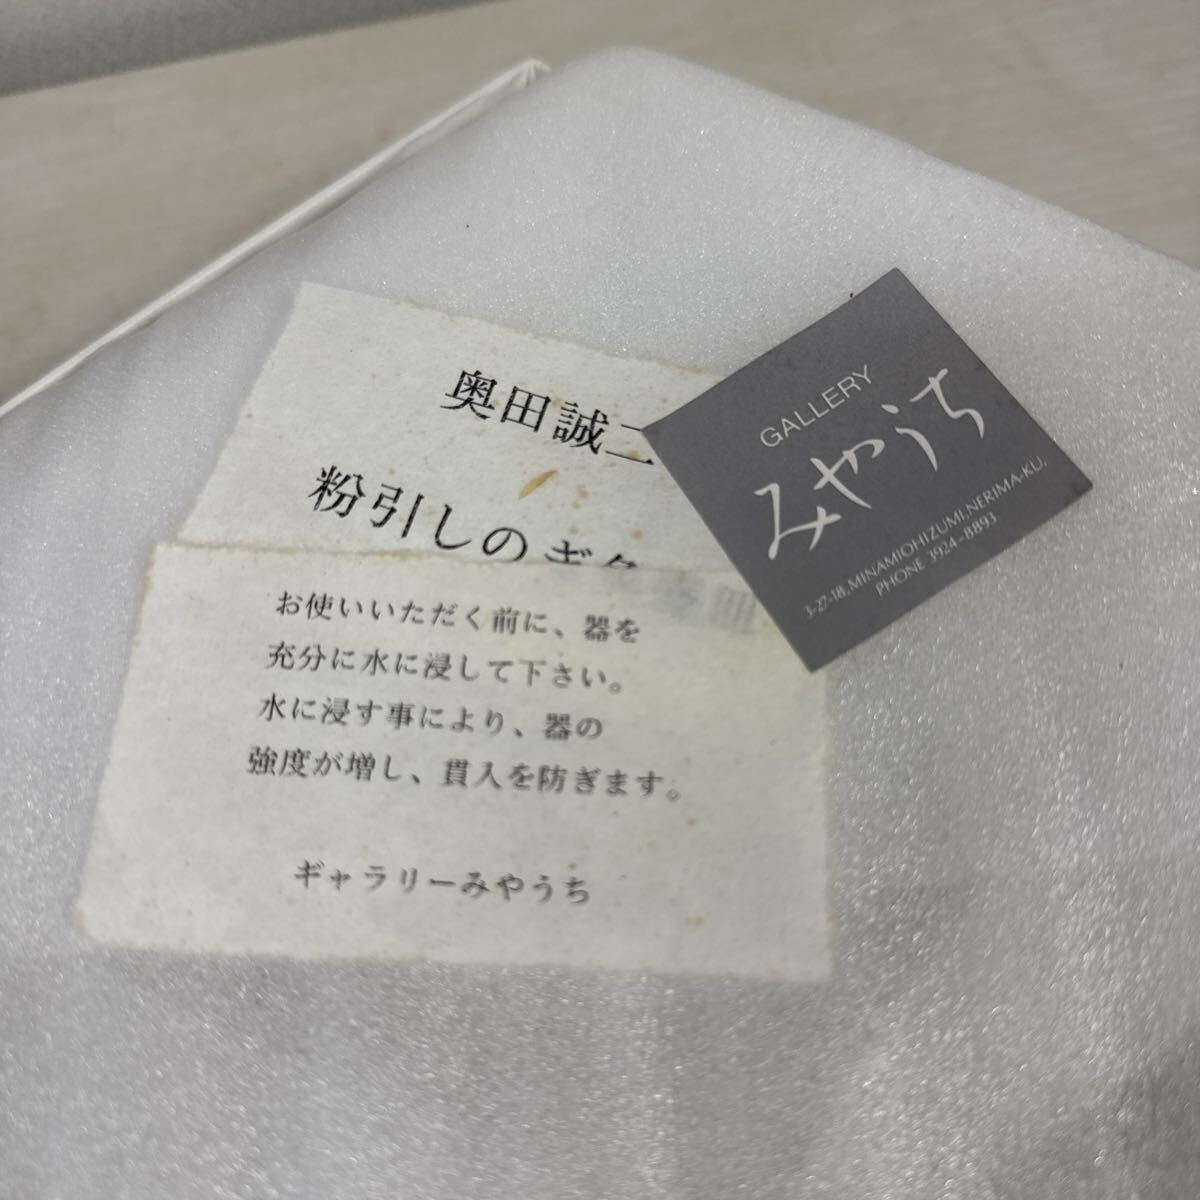 奥田誠二
粉引しの
お使いいただく前に、器を
充分に水に浸して下さい。
水に浸す事により、器の
強度が増し、貫入を防ぎます。
ギャラリーみやうち
GALLERY
みやうち
3-27-18, MINAMIOHIZUMI, NERIMA-KU.
PHONE 3924-8893